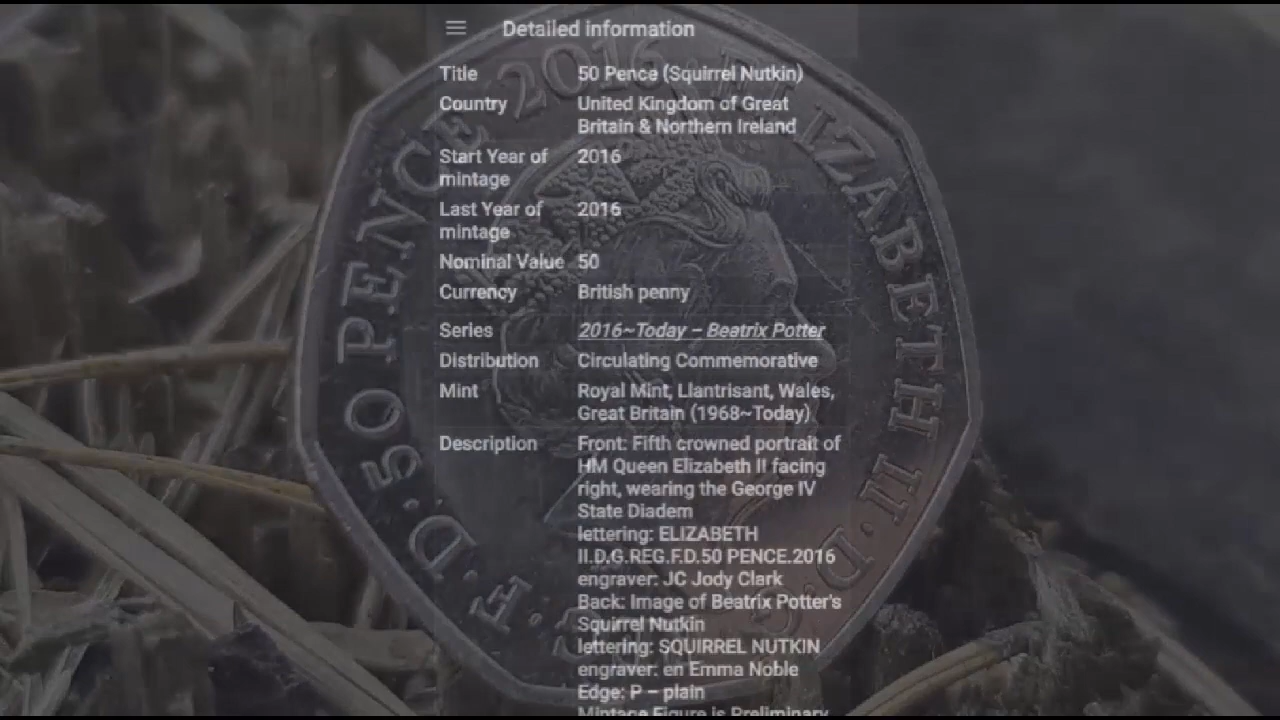 Detailed information
Title 50 Pence (Squirrel Nutkin)
Country United Kingdom of Great
Britain & Northern Ireland
Start Year of 2016
mintage
Last Year of 2016
mintage
Nominal Value 50
Currency British penny
Series 2016~Today – Beatrix Potter
Distribution Circulating Commemorative
Mint Royal Mint, Llantrisant, Wales,
Great Britain (1968~Today)
Description Front: Fifth crowned portrait of
HM Queen Elizabeth II facing
right, wearing the George IV
State Diadem
lettering: ELIZABETH
II.D.G.REG.F.D.50 PENCE.2016
engraver: JC Jody Clark
Back: Image of Beatrix Potter's
Squirrel Nutkin
lettering: SQUIRREL NUTKIN
engraver: en Emma Noble
Edge: P – plain
Mintage Figure is Preliminary
ELIZABETH II · D · G · F · D · 50 PENCE · 2016